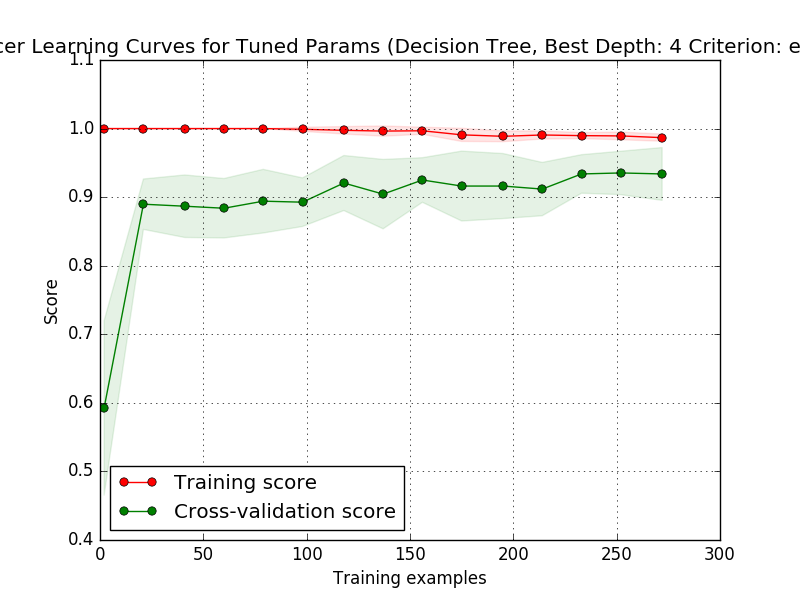 cer Learning Curves for Tuned Params (Decision Tree, Best Depth: 4 Criterion: e
1.1
1.0
0.9
0.8
0.7
0.6
0.5
0.4
Score
Training score
Cross-validation score
0 50 100 150 200 250 300
Training examples